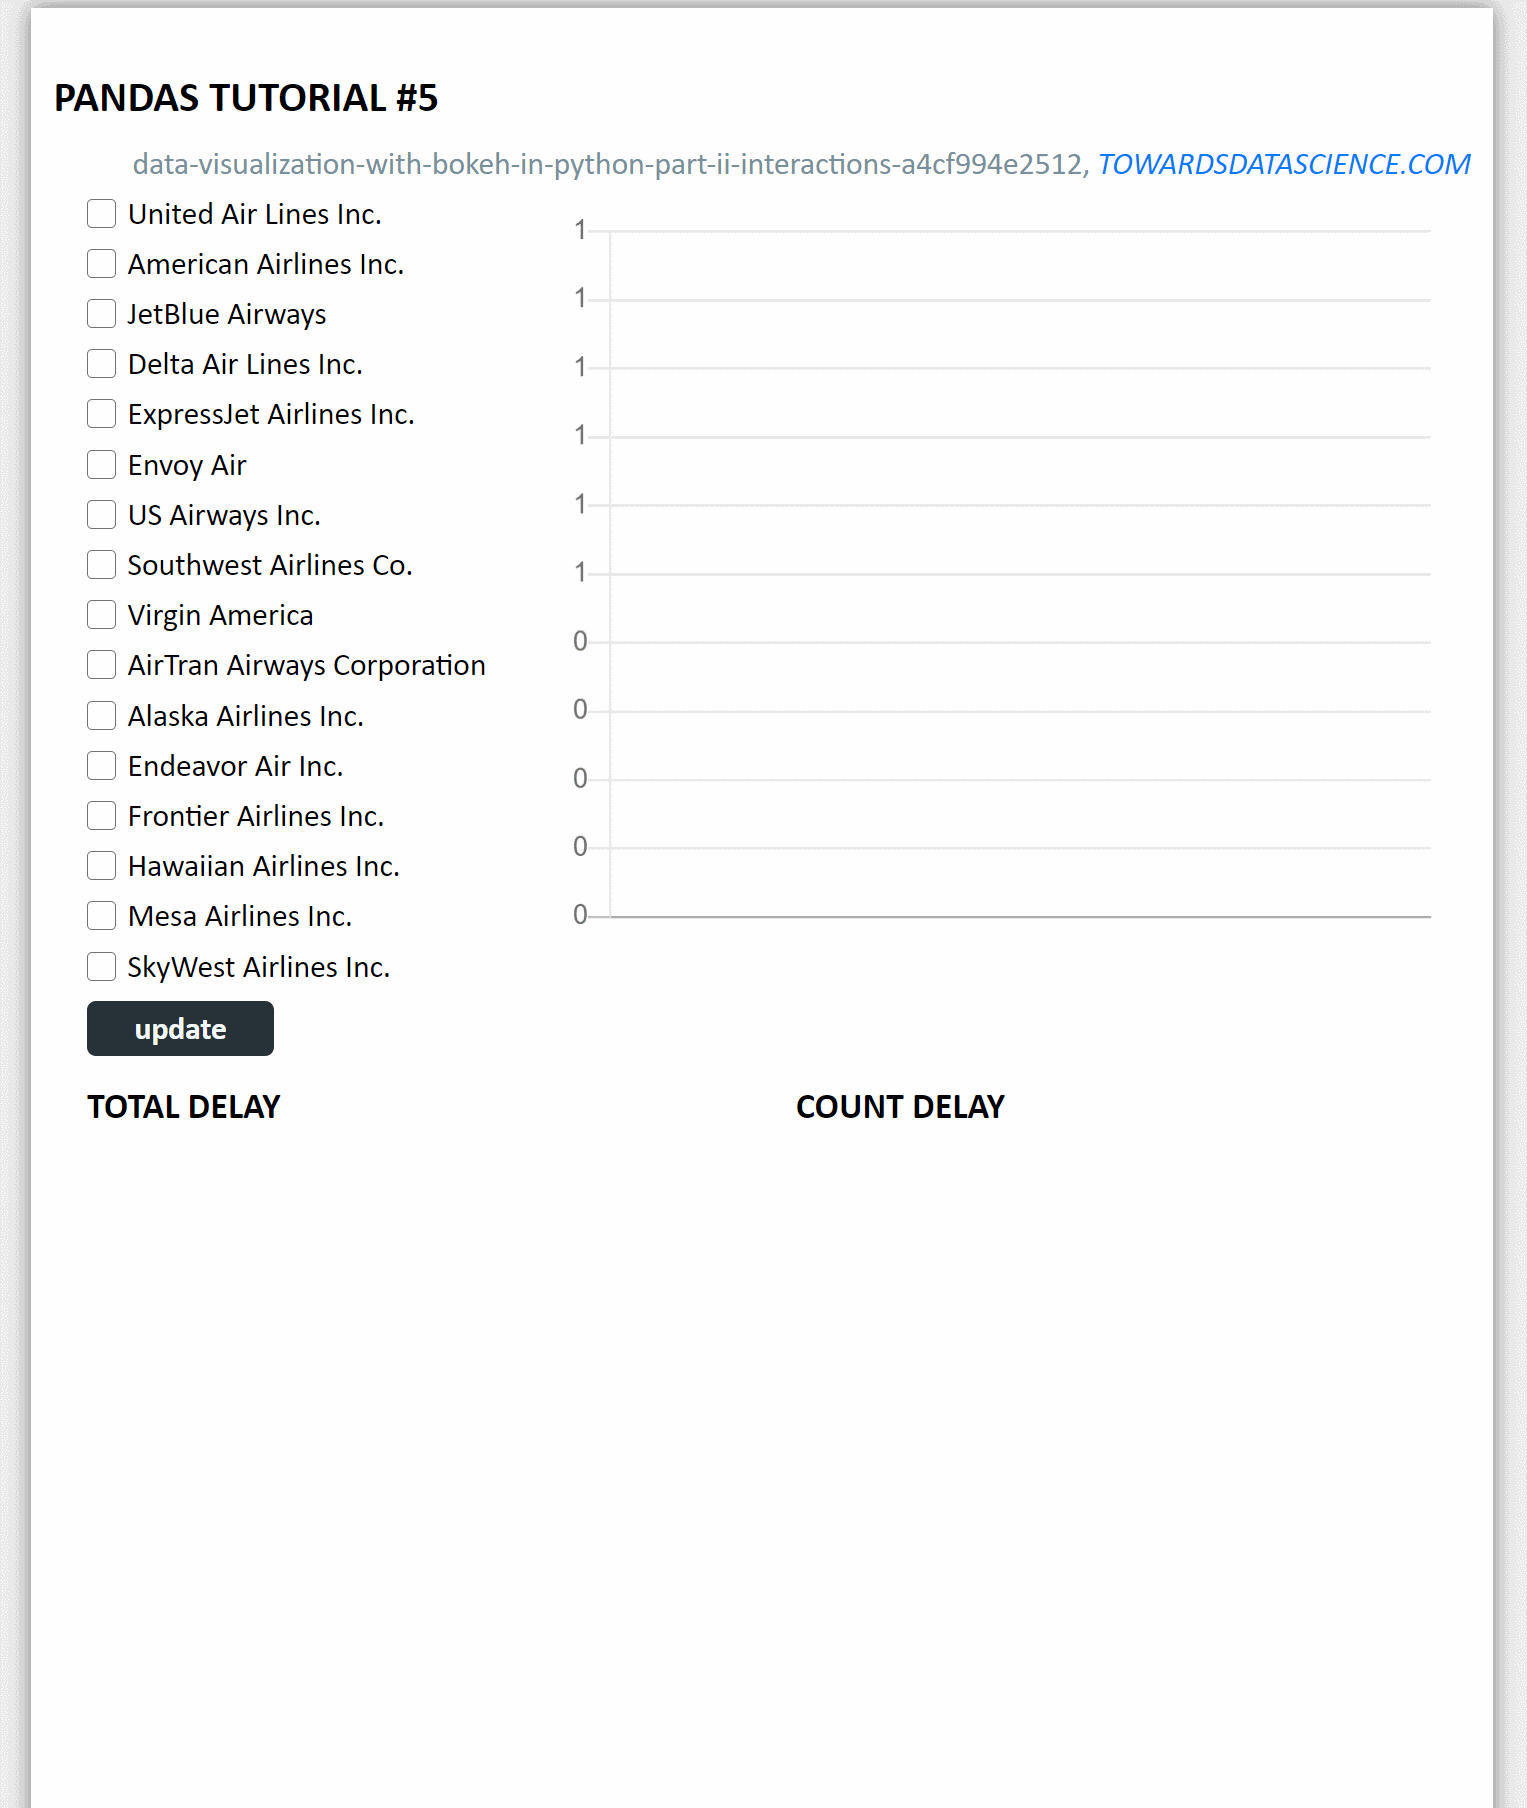 PANDAS TUTORIAL #5
data-visualization-with-bokeh-in-python-part-ii-interactions-a4cf994e2512, TOWARDSDATASCIENCE.COM
United Air Lines Inc.
American Airlines Inc.
JetBlue Airways
Delta Air Lines Inc.
ExpressJet Airlines Inc.
Envoy Air
US Airways Inc.
Southwest Airlines Co.
Virgin America
AirTran Airways Corporation
Alaska Airlines Inc.
Endeavor Air Inc.
Frontier Airlines Inc.
Hawaiian Airlines Inc.
Mesa Airlines Inc.
SkyWest Airlines Inc.
update
1
1
1
1
1
1
0
0
0
0
0
TOTAL DELAY
COUNT DELAY